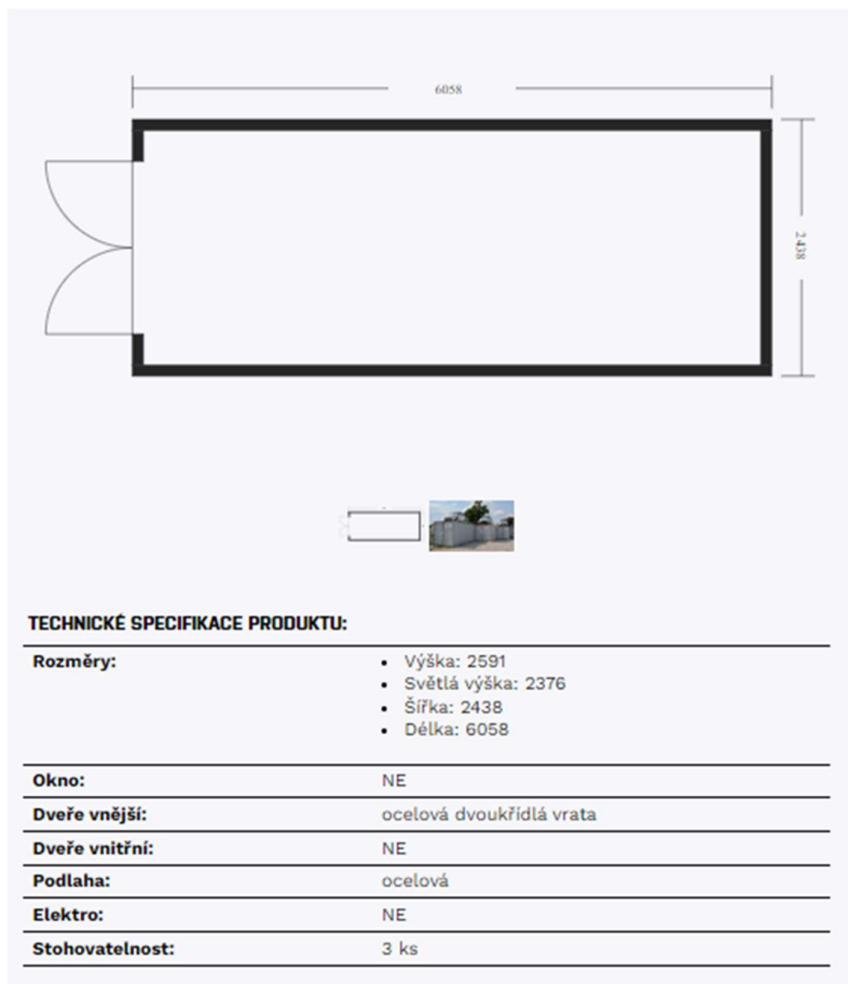 6058
2438
TECHNICKÉ SPECIFIKACE PRODUKTU:
Rozměry:
• Výška: 2591
• Světlá výška: 2376
• Šířka: 2438
• Délka: 6058
Okno: NE
Dveře vnější: ocelová dvoukřídlá vrata
Dveře vnitřní: NE
Podlaha: ocelová
Elektro: NE
Stohovatelnost: 3 ks